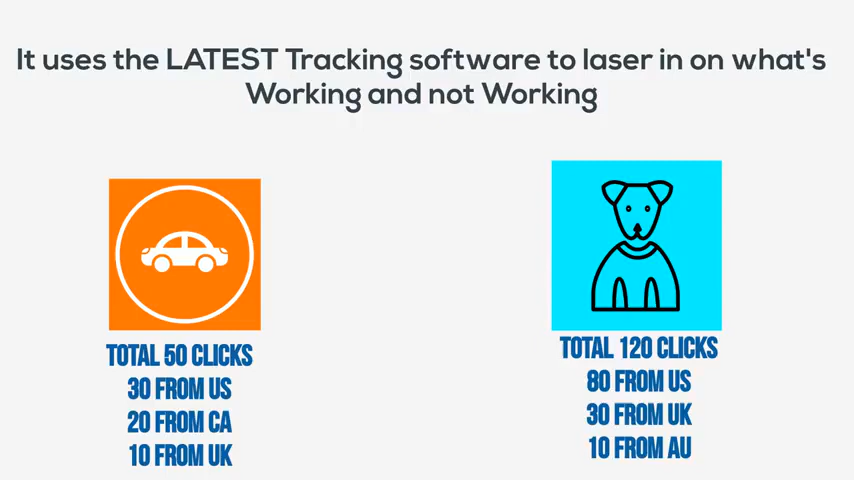 It uses the LATEST Tracking software to laser in on what's
Working and not Working
TOTAL 50 CLICKS
30 FROM US
20 FROM CA
10 FROM UK
TOTAL 120 CLICKS
80 FROM US
30 FROM UK
10 FROM AU